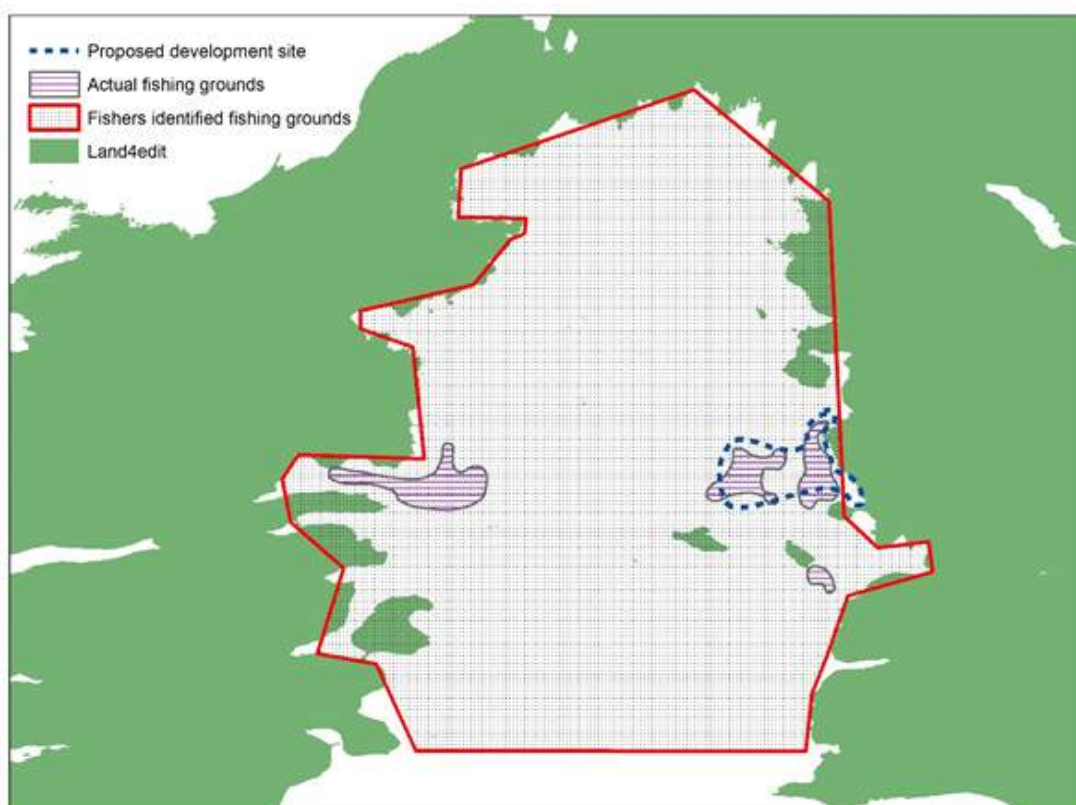 Proposed development site
Actual fishing grounds
Fishers identified fishing grounds
Land4edit